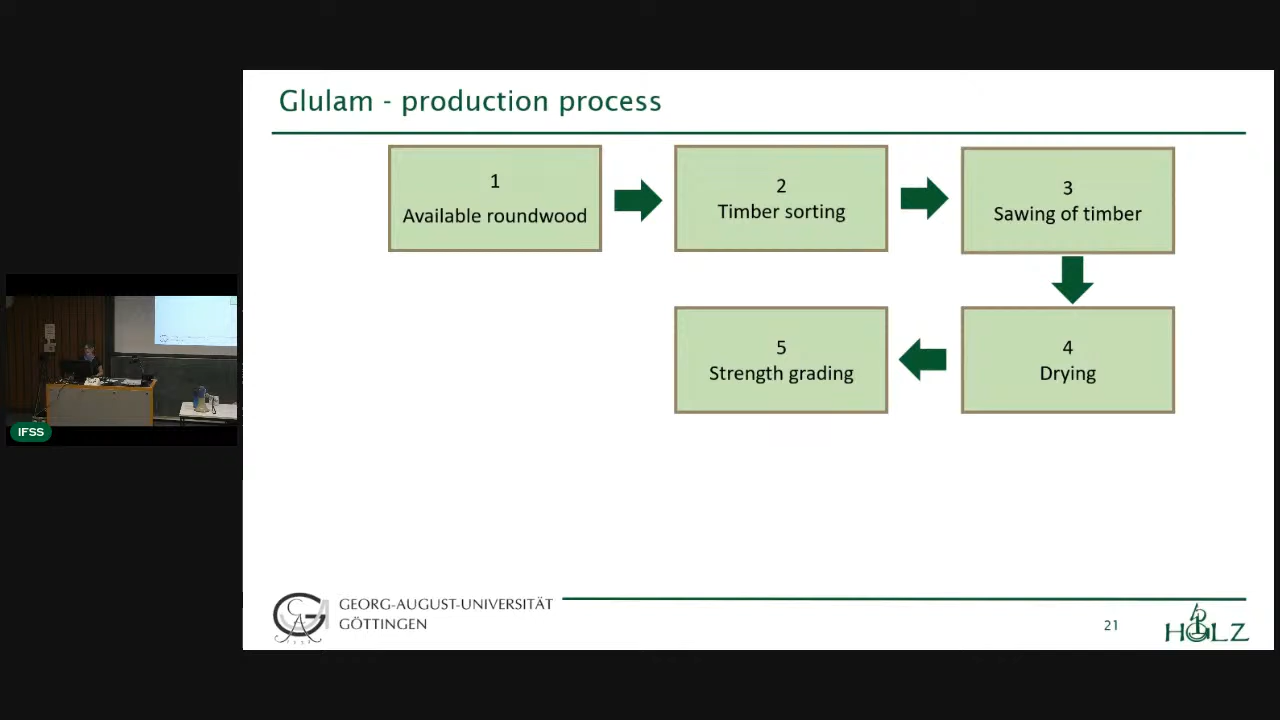 Glulam - production process
1
Available roundwood
2
Timber sorting
3
Sawing of timber
5
Strength grading
4
Drying
IFSS
GEORG-AUGUST-UNIVERSITÄT
GÖTTINGEN
21
HOLZ